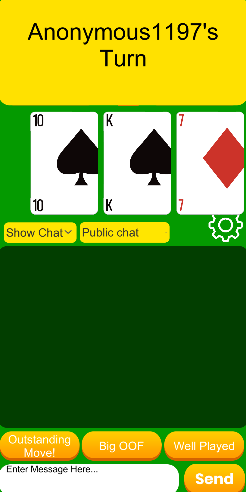 Anonymous1197's
Turn
10 K 7
10 K 7
Show Chat Public chat
Outstanding
Move!
Big OOF
Well Played
Enter Message Here...
Send